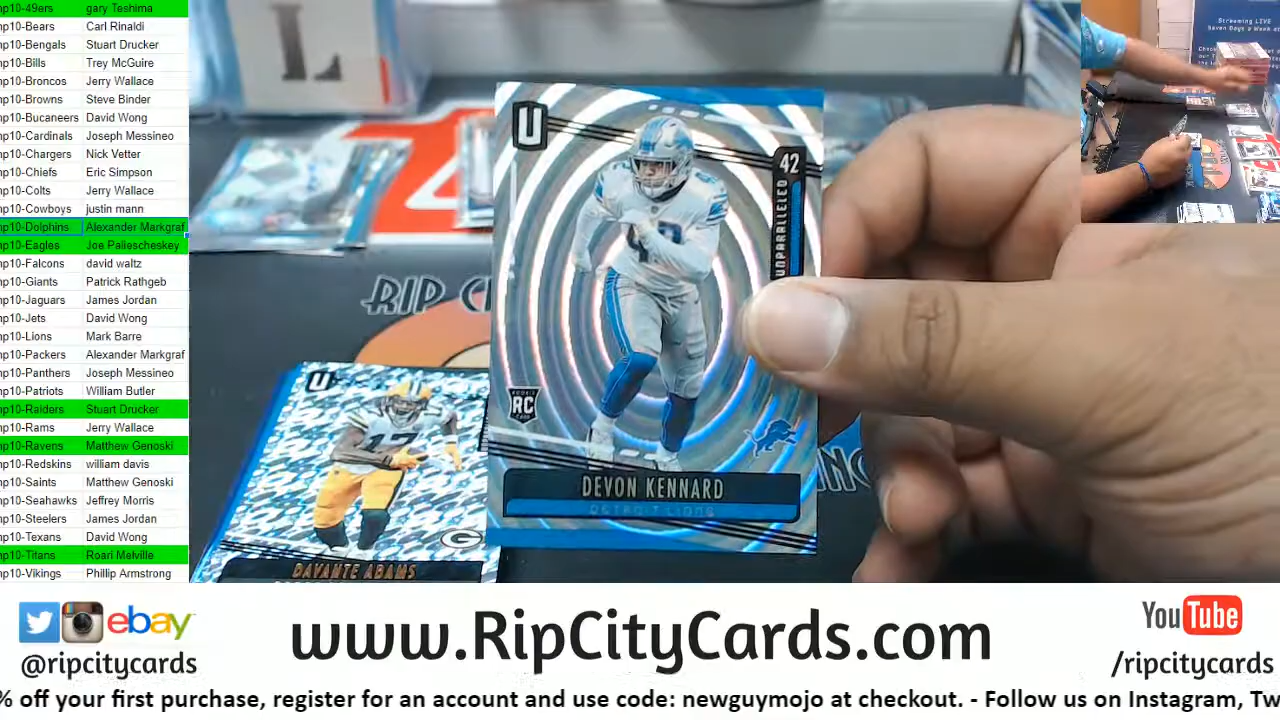 np10-49ers gary Teshima
np10-Bears Carl Rinaldi
np10-Bengals Stuart Drucker
np10-Bills Trey McGuire
np10-Broncos Jerry Wallace
np10-Browns Steve Binder
np10-Bucaneers David Wong
np10-Cardinals Joseph Messineo
np10-Chargers Nick Vetter
np10-Chiefs Eric Simpson
np10-Colts Jerry Wallace
np10-Cowboys justin mann
np10-Dolphins Alexander Markgraf
np10-Eagles Joe Paliescheskey
np10-Falcons david waltz
np10-Giants Patrick Rathgeb
np10-Jaguars James Jordan
np10-Jets David Wong
np10-Lions Mark Barre
np10-Packers Alexander Markgraf
np10-Panthers Joseph Messineo
np10-Patriots William Butler
np10-Raiders Stuart Drucker
np10-Rams Jerry Wallace
np10-Ravens Matthew Genoski
np10-Redskins william davis
np10-Saints Matthew Genoski
np10-Seahawks Jeffrey Morris
np10-Steelers James Jordan
np10-Texans David Wong
np10-Titans Roari Melville
np10-Vikings Phillip Armstrong
L
RIP C
U
42
UNPARALLELED
ROOKIE
RC
CARD
DEVON KENNARD
DETROIT LIONS
U
17
G
DAVANTE ADAMS
Streaming LIVE
Seven Days a Week at
ebay
@ripcitycards
www.RipCityCards.com
YouTube
/ripcitycards
% off your first purchase, register for an account and use code: newguymojo at checkout. - Follow us on Instagram, Tw